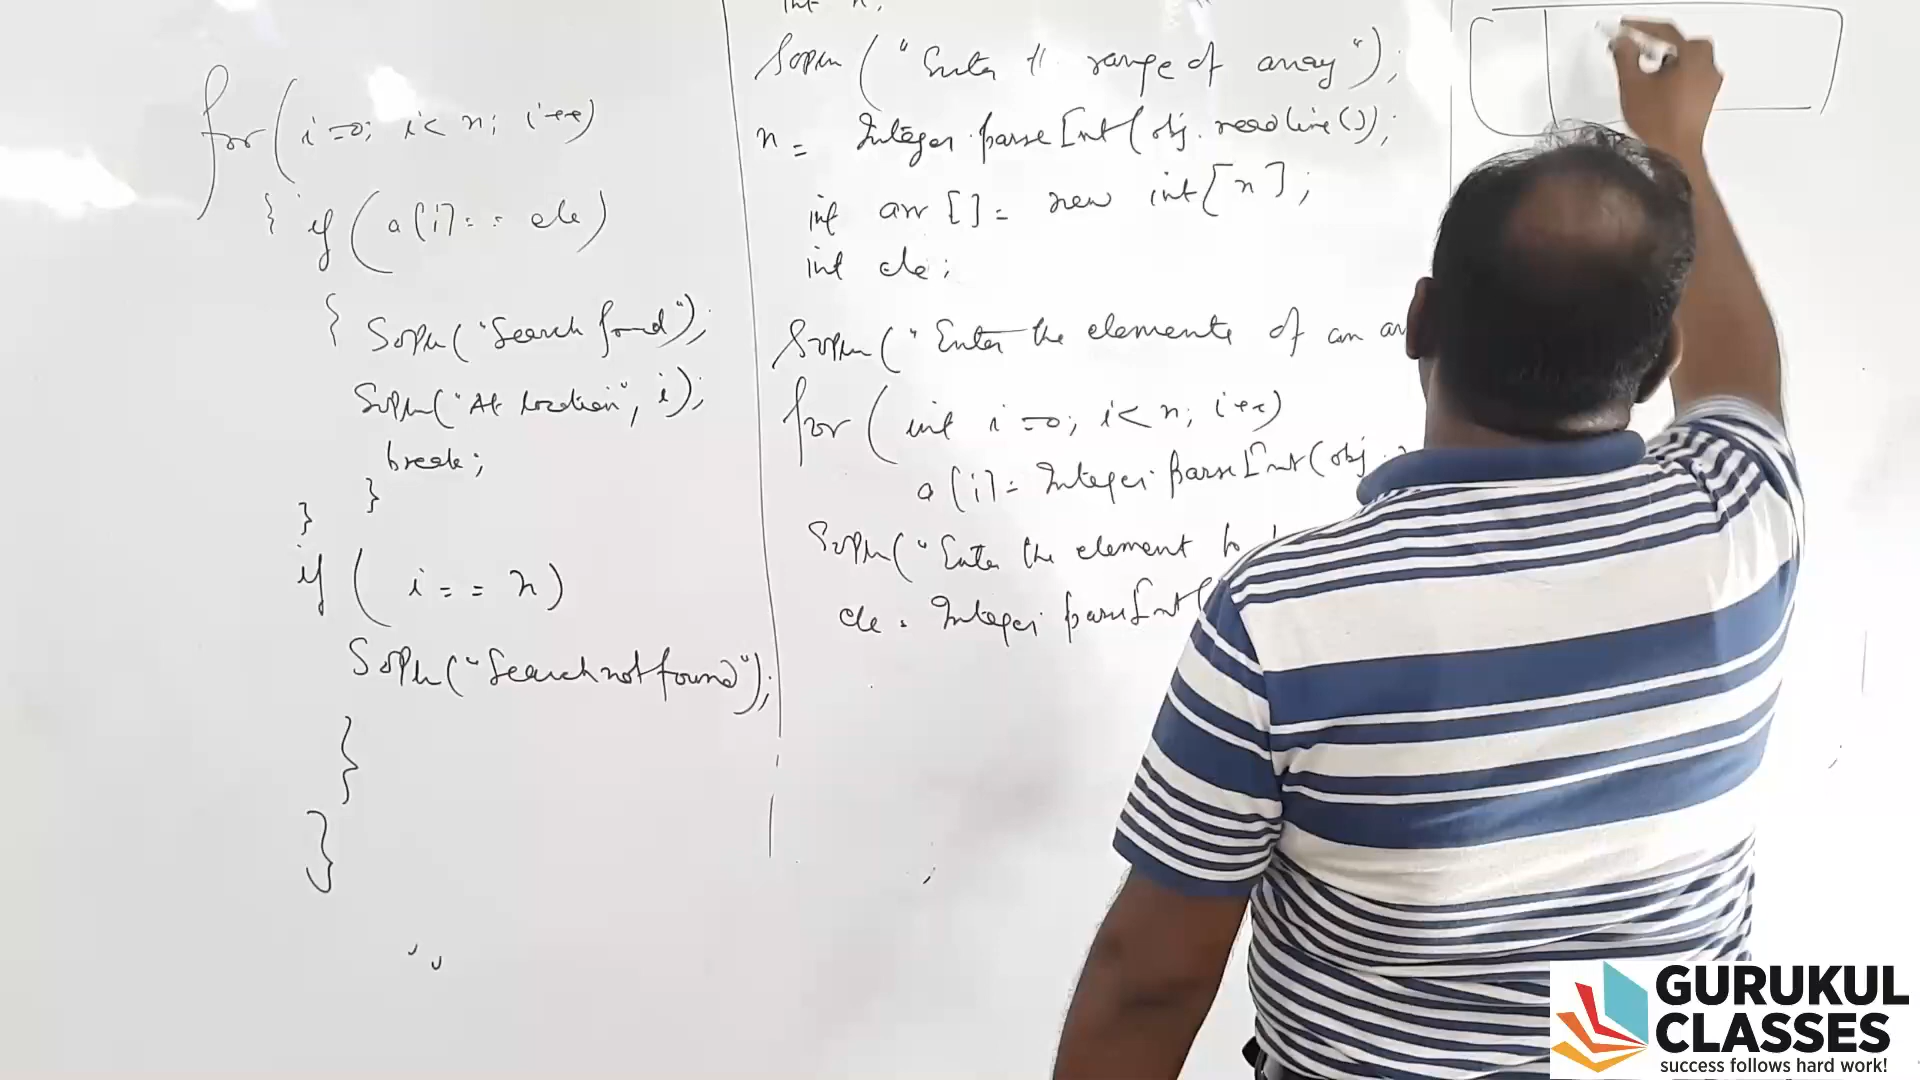 for (i=0; i<n; i++)
{ if (a[i]== ele)
{ Sopln("Search found");
Sopln("At location", i);
break;
}
}
if (i == n)
Sopln("Search not found");
}
}
int n;
Sopln ("Enter range of array");
n = Integer.parseInt(obj.readline());
int arr []= new int[n];
int ele;
Sopln("Enter the elements of an
for (int i=0; i<n; i++)
a[i]= Integer.parseInt(obj.
Sopln("Enter the element
ele = Integer.parseInt(
GURUKUL
CLASSES
success follows hard work!